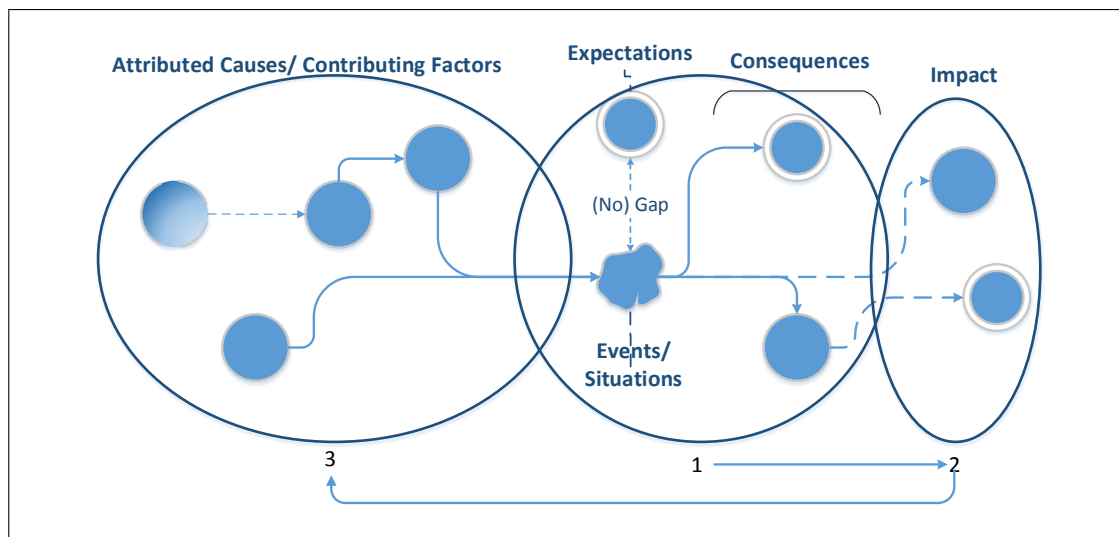 Attributed Causes/ Contributing Factors
Expectations
Consequences
Impact
(No) Gap
Events/
Situations
3
1
2